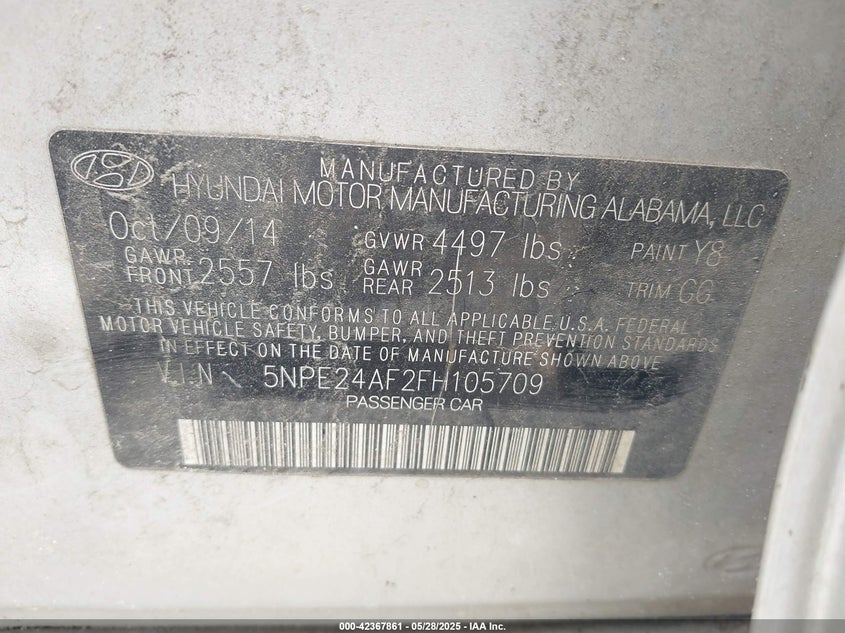 MANUFACTURED BY
HYUNDAI MOTOR MANUFACTURING ALABAMA, LLC
Oct/09/14 GVWR 4497 lbs PAINT Y8
GAWR FRONT 2557 lbs GAWR REAR 2513 lbs TRIM GG
THIS VEHICLE CONFORMS TO ALL APPLICABLE U.S.A. FEDERAL
MOTOR VEHICLE SAFETY, BUMPER, AND THEFT PREVENTION STANDARDS
IN EFFECT ON THE DATE OF MANUFACTURE SHOWN ABOVE.
V.I.N 5NPE24AF2FH105709
PASSENGER CAR
000-42367861 - 05/28/2025 - IAA Inc.